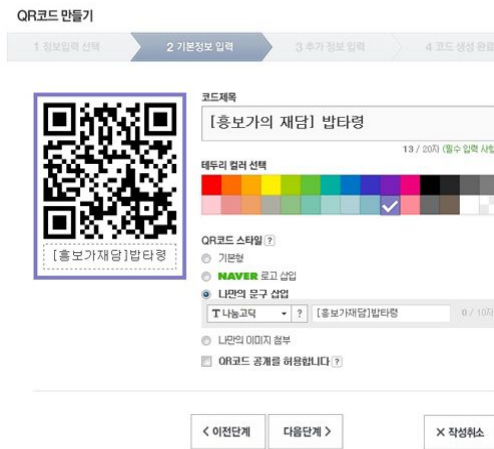 QR코드 만들기
1 정보입력 선택
2 기본정보 입력
3 추가 정보 입력
4 코드 생성 완료
코드제목
[흥보가의 재담] 밥타령
13 / 20자 (필수 입력 사항
테두리 컬러 선택
[흥보가재담]밥타령
QR코드 스타일 ?
기본형
NAVER 로고 삽입
나만의 문구 삽입
T 나눔고딕 ?
[흥보가재담]밥타령
0 / 10자
나만의 이미지 첨부
QR코드 공개를 허용합니다 ?
< 이전단계
다음단계 >
× 작성취소